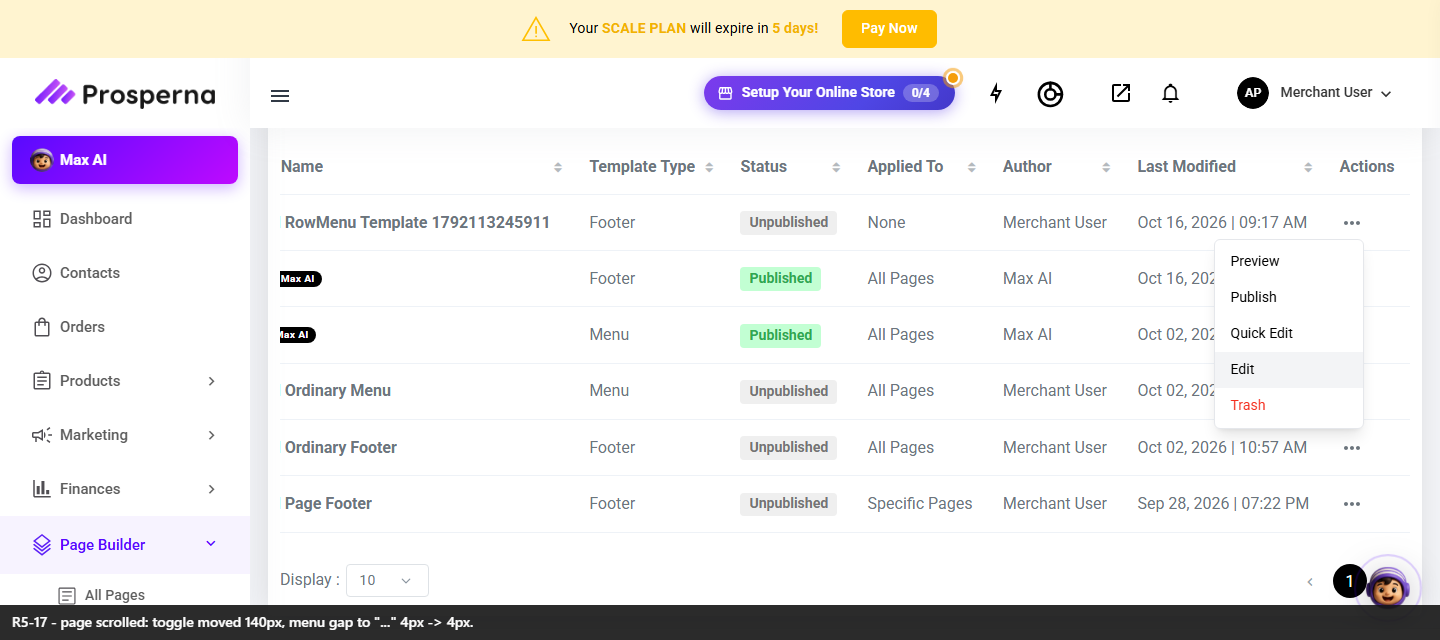 Your SCALE PLAN will expire in 5 days!
Pay Now
Prosperna
Setup Your Online Store 0/4
AP Merchant User
Max AI
Dashboard
Contacts
Orders
Products
Marketing
Finances
Page Builder
All Pages
Name Template Type Status Applied To Author Last Modified Actions
RowMenu Template 1792113245911 Footer Unpublished None Merchant User Oct 16, 2026 | 09:17 AM
Max AI Footer Published All Pages Max AI Oct 16, 202
Max AI Menu Published All Pages Max AI Oct 02, 202
Ordinary Menu Menu Unpublished All Pages Merchant User Oct 02, 202
Ordinary Footer Footer Unpublished All Pages Merchant User Oct 02, 2026 | 10:57 AM
Page Footer Footer Unpublished Specific Pages Merchant User Sep 28, 2026 | 07:22 PM
Preview
Publish
Quick Edit
Edit
Trash
Display : 10
1
R5-17 - page scrolled: toggle moved 140px, menu gap to "..." 4px -> 4px.